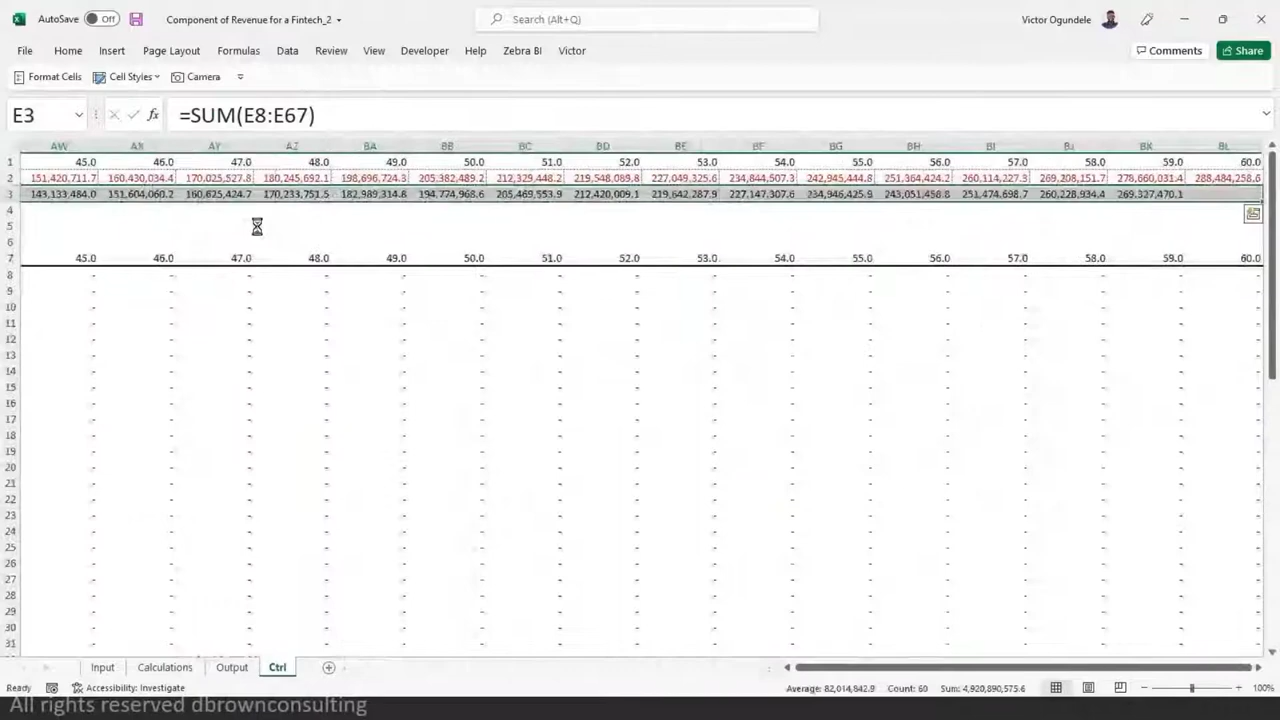 AutoSave Off Component of Revenue for a Fintech_2 Search (Alt+Q) Victor Ogundele
File Home Insert Page Layout Formulas Data Review View Developer Help Zebra BI Victor Comments Share
Format Cells Cell Styles Camera
E3 fx =SUM(E8:E67)
AW AX AY AZ BA BB BC BD BE BF BG BH BI BJ BK BL
1 45.0 46.0 47.0 48.0 49.0 50.0 51.0 52.0 53.0 54.0 55.0 56.0 57.0 58.0 59.0 60.0
2 151,420,711.7 160,430,034.4 170,025,527.8 180,245,692.1 198,696,724.3 205,382,489.2 212,329,448.2 219,548,089.8 227,049,325.6 234,844,507.3 242,945,444.8 251,364,424.2 260,114,227.3 269,208,151.7 278,660,031.4 288,484,258.6
3 143,133,484.0 151,604,060.2 160,625,424.7 170,233,751.5 182,989,314.8 194,774,968.6 205,469,553.9 212,420,009.1 219,642,287.9 227,147,307.6 234,946,425.9 243,051,458.8 251,474,698.7 260,228,934.4 269,327,470.1
4
5
6
7 45.0 46.0 47.0 48.0 49.0 50.0 51.0 52.0 53.0 54.0 55.0 56.0 57.0 58.0 59.0 60.0
8 - - - - - - - - - - - - - - - -
9 - - - - - - - - - - - - - - - -
10 - - - - - - - - - - - - - - - -
11 - - - - - - - - - - - - - - - -
12 - - - - - - - - - - - - - - - -
13 - - - - - - - - - - - - - - - -
14 - - - - - - - - - - - - - - - -
15 - - - - - - - - - - - - - - - -
16 - - - - - - - - - - - - - - - -
17 - - - - - - - - - - - - - - - -
18 - - - - - - - - - - - - - - - -
19 - - - - - - - - - - - - - - - -
20 - - - - - - - - - - - - - - - -
21 - - - - - - - - - - - - - - - -
22 - - - - - - - - - - - - - - - -
23 - - - - - - - - - - - - - - - -
24 - - - - - - - - - - - - - - - -
25 - - - - - - - - - - - - - - - -
26 - - - - - - - - - - - - - - - -
27 - - - - - - - - - - - - - - - -
28 - - - - - - - - - - - - - - - -
29 - - - - - - - - - - - - - - - -
30 - - - - - - - - - - - - - - - -
31 - - - - - - - - - - - - - - - -
Input Calculations Output Ctrl
Ready Accessibility: Investigate Average: 82,014,842.9 Count: 60 Sum: 4,920,890,575.6 100%
All rights reserved dbrownconsulting